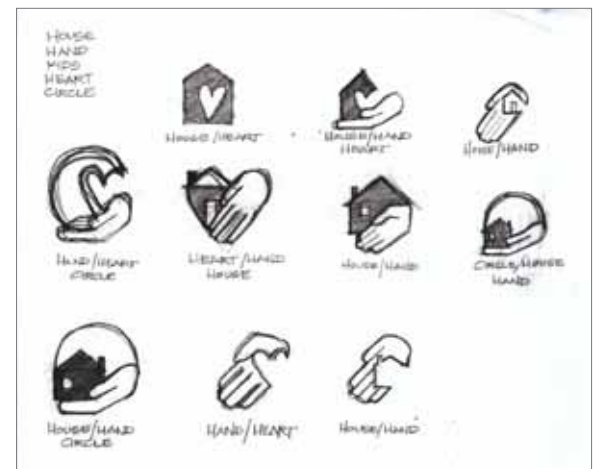 HOUSE
HAND
KIDS
HEART
CIRCLE
HOUSE/HEART
HOUSE/HAND
HEART
HOUSE/HAND
HAND/HEART
CIRCLE
HEART/HAND
HOUSE
HOUSE/HAND
CIRCLE/HOUSE
HAND
HOUSE/HAND
CIRCLE
HAND/HEART
HOUSE/HAND